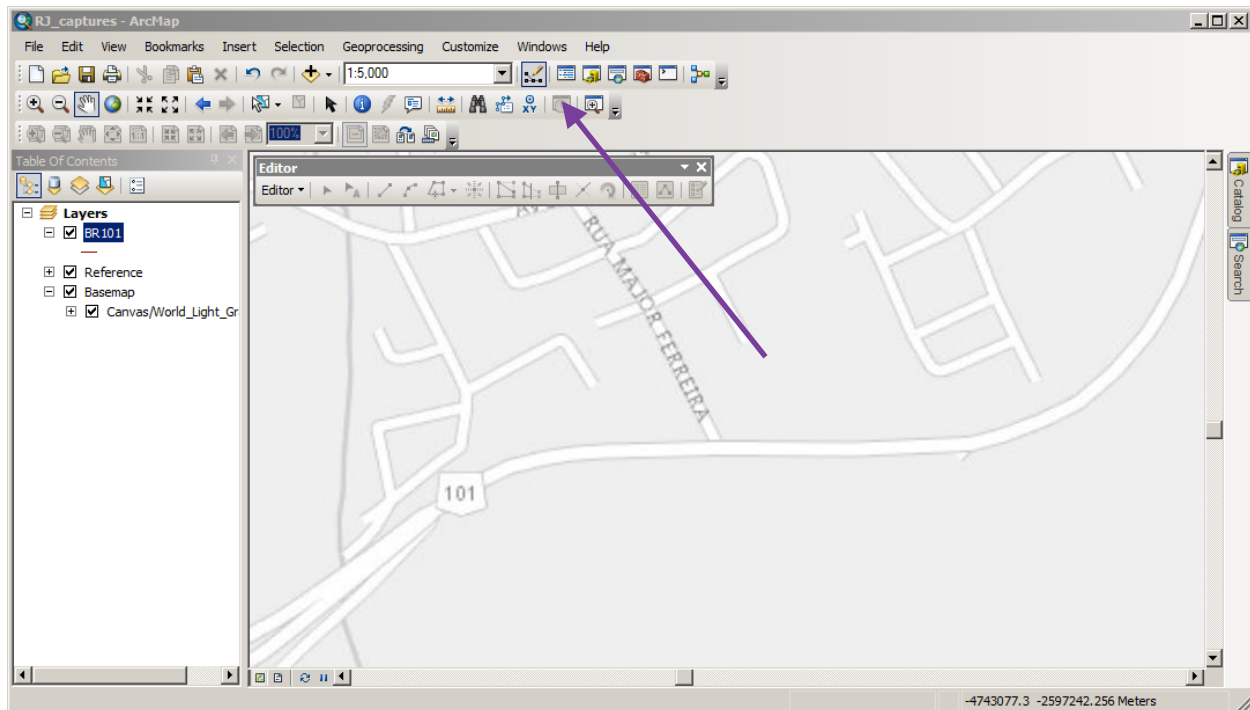 RJ_captures - ArcMap
File Edit View Bookmarks Insert Selection Geoprocessing Customize Windows Help
1:5,000
100%
Table Of Contents
Editor
Editor
Layers
BR101
Reference
Basemap
Canvas/World_Light_Gr
RUA MAJOR FERREIRA
101
Catalog
Search
-4743077.3 -2597242.256 Meters